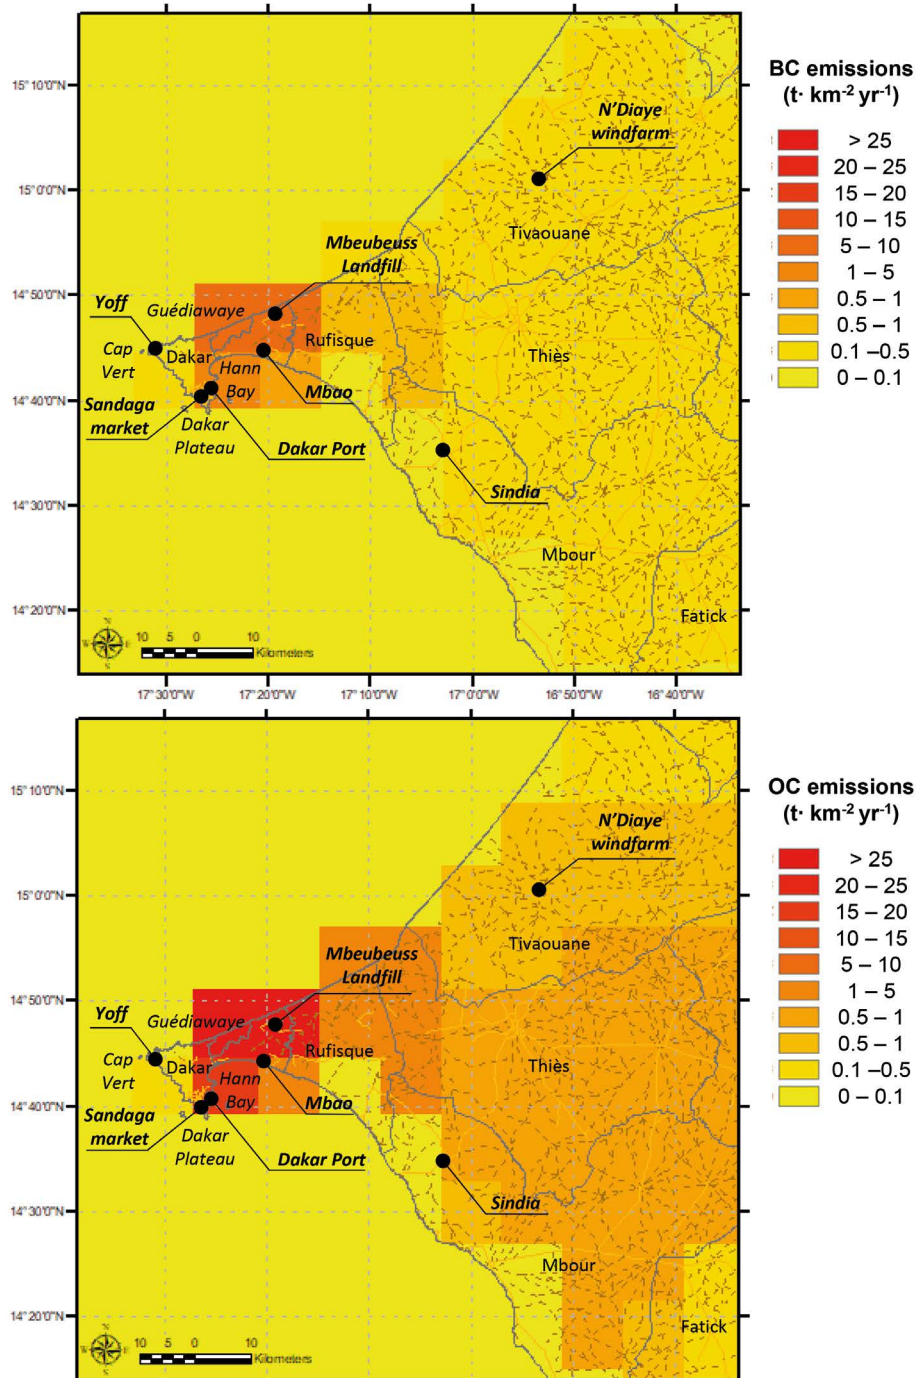 BC emissions
(t· km-2 yr-1)
> 25
20 – 25
15 – 20
10 – 15
5 – 10
1 – 5
0.5 – 1
0.5 – 1
0.1 –0.5
0 – 0.1
15°10'0"N
15°0'0"N
14°50'0"N
14°40'0"N
14°30'0"N
14°20'0"N
N'Diaye
windfarm
Tivaouane
Mbeubeuss
Landfill
Yoff
Guédiawaye
Rufisque
Cap
Vert
Dakar
Hann
Bay
Thiès
Mbao
Sandaga
market
Dakar
Plateau
Dakar Port
Sindia
Mbour
Fatick
N
W
E
S
10 5 0 10
Kilometers
17°30'0"W 17°20'0"W 17°10'0"W 17°0'0"W 16°50'0"W 16°40'0"W
OC emissions
(t· km-2 yr-1)
> 25
20 – 25
15 – 20
10 – 15
5 – 10
1 – 5
0.5 – 1
0.5 – 1
0.1 –0.5
0 – 0.1
15°10'0"N
15°0'0"N
14°50'0"N
14°40'0"N
14°30'0"N
14°20'0"N
N'Diaye
windfarm
Tivaouane
Mbeubeuss
Landfill
Yoff
Guédiawaye
Rufisque
Cap
Vert
Dakar
Hann
Bay
Thiès
Mbao
Sandaga
market
Dakar
Plateau
Dakar Port
Sindia
Mbour
Fatick
N
W
E
S
10 5 0 10
Kilometers